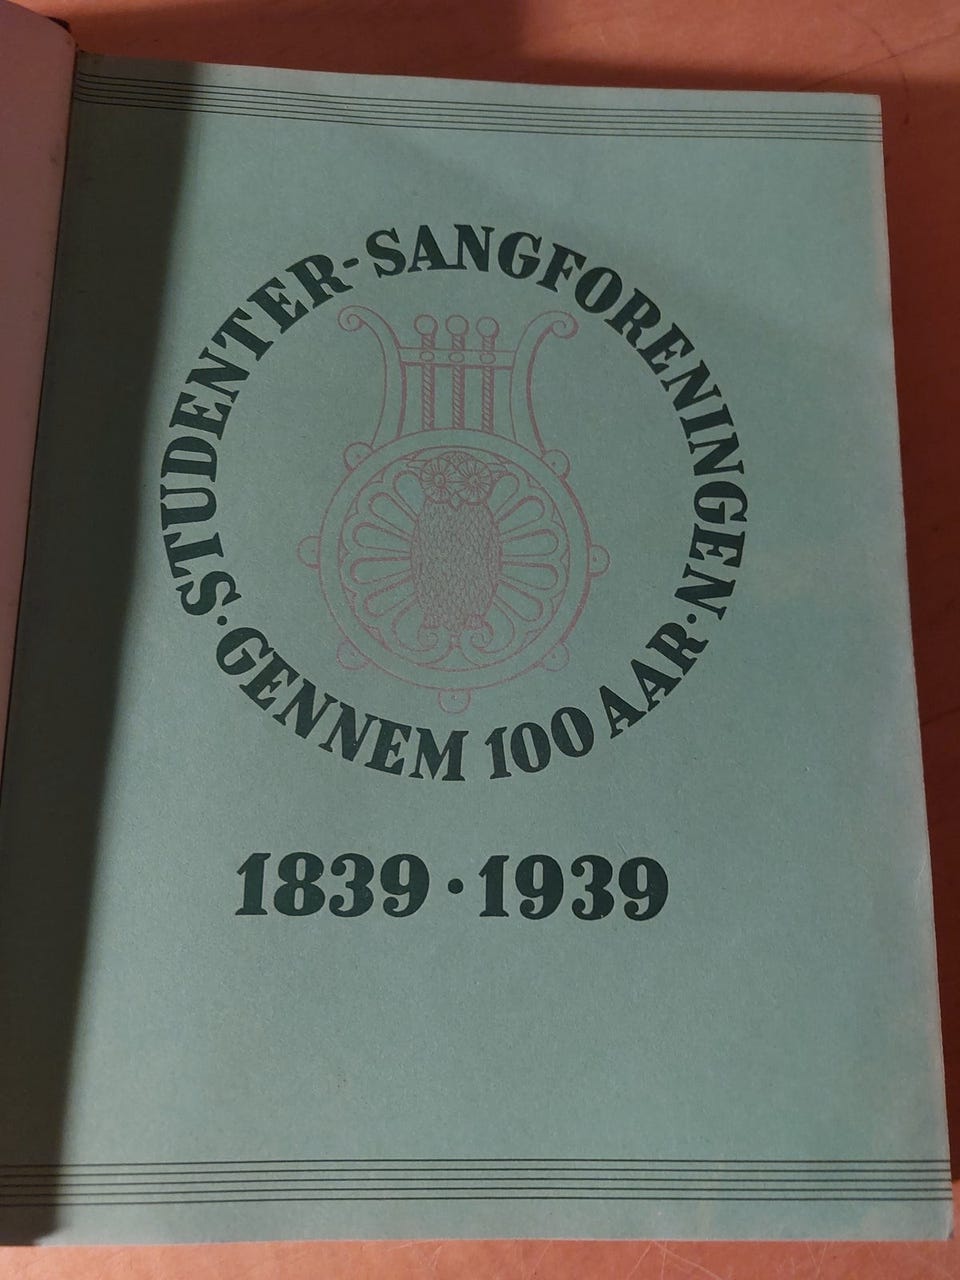 STUDENTER-SANGFORENINGEN·
GENNEM 100 AAR·
1839·1939